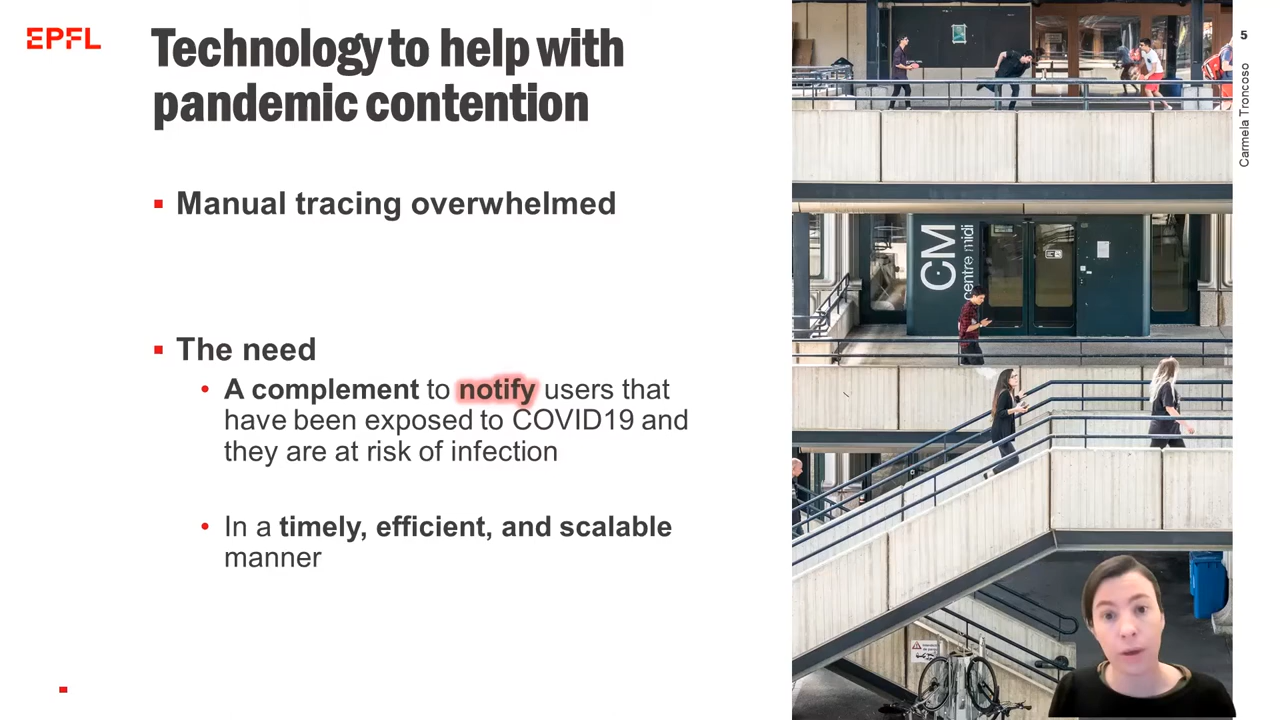 EPFL
Technology to help with
pandemic contention
Manual tracing overwhelmed
The need
A complement to notify users that
have been exposed to COVID19 and
they are at risk of infection
In a timely, efficient, and scalable
manner
5
Carmela Troncoso
CM
centre midi